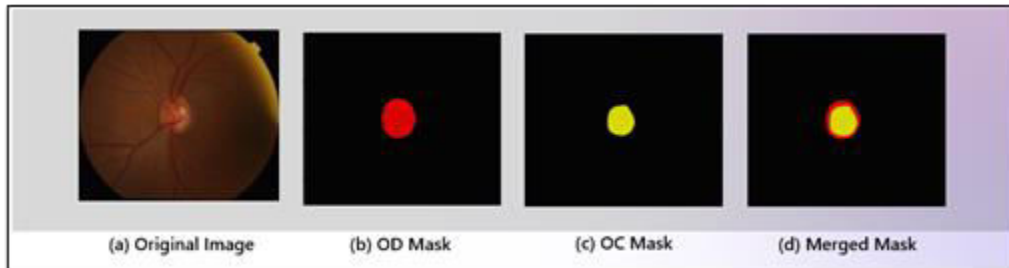 (a) Original Image
(b) OD Mask
(c) OC Mask
(d) Merged Mask